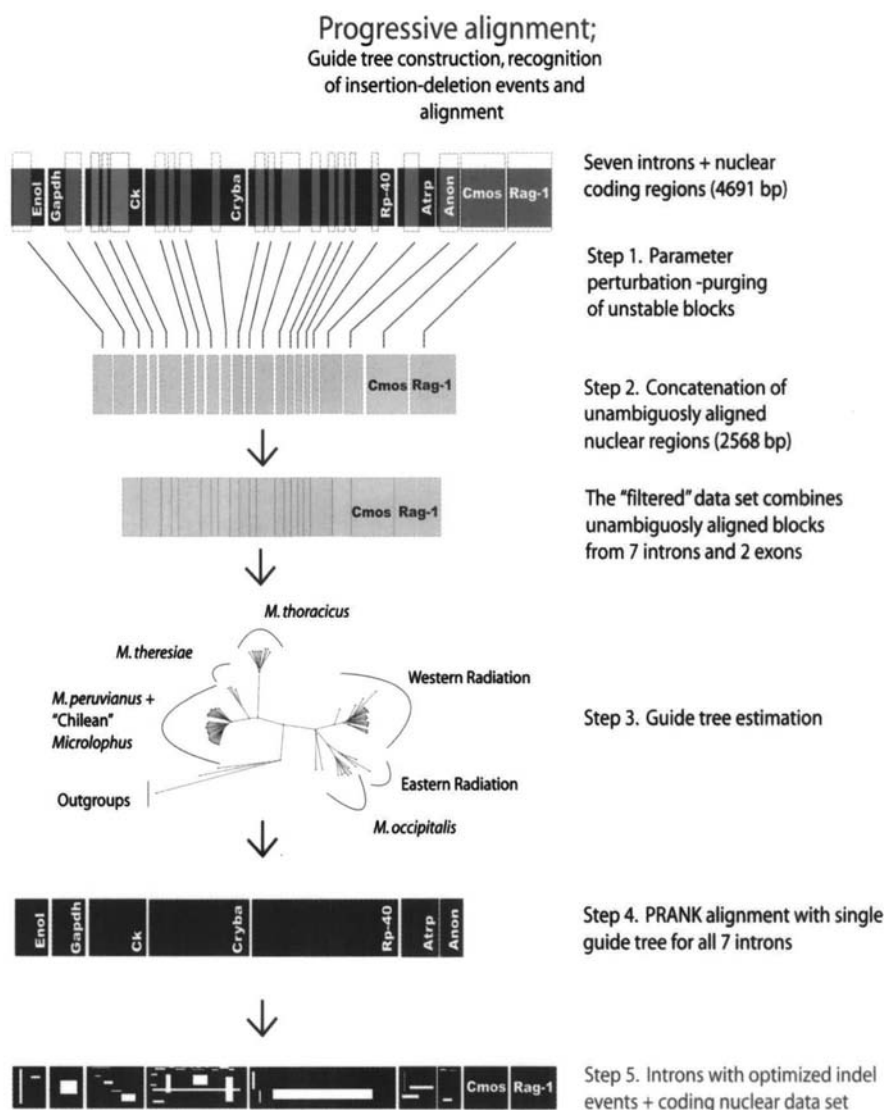 Progressive alignment;
Guide tree construction, recognition
of insertion-deletion events and
alignment
Seven introns + nuclear
coding regions (4691 bp)
Enol
Gapdh
Ck
Cryba
Rp-40
Atrp
Anon
Cmos
Rag-1
Step 1. Parameter
perturbation -purging
of unstable blocks
Cmos Rag-1
Step 2. Concatenation of
unambiguosly aligned
nuclear regions (2568 bp)
Cmos Rag-1
The "filtered" data set combines
unambiguosly aligned blocks
from 7 introns and 2 exons
M. thoracicus
M. theresiae
Western Radiation
M. peruvianus +
"Chilean"
Microlophus
Step 3. Guide tree estimation
Eastern Radiation
Outgroups
M. occipitalis
Enol
Gapdh
Ck
Cryba
Rp-40
Atrp
Anon
Step 4. PRANK alignment with single
guide tree for all 7 introns
Cmos Rag-1
Step 5. Introns with optimized indel
events + coding nuclear data set